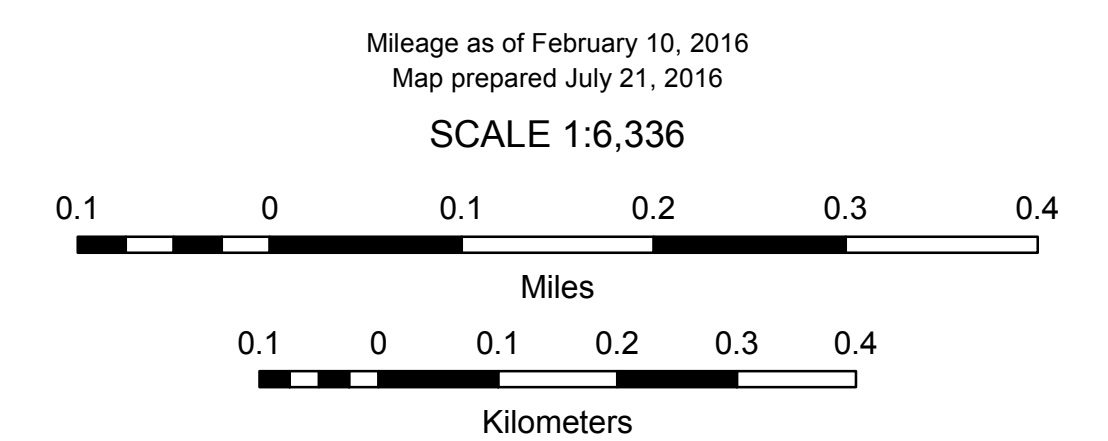 Mileage as of February 10, 2016
Map prepared July 21, 2016
SCALE 1:6,336
0.1 0 0.1 0.2 0.3 0.4
Miles
0.1 0 0.1 0.2 0.3 0.4
Kilometers